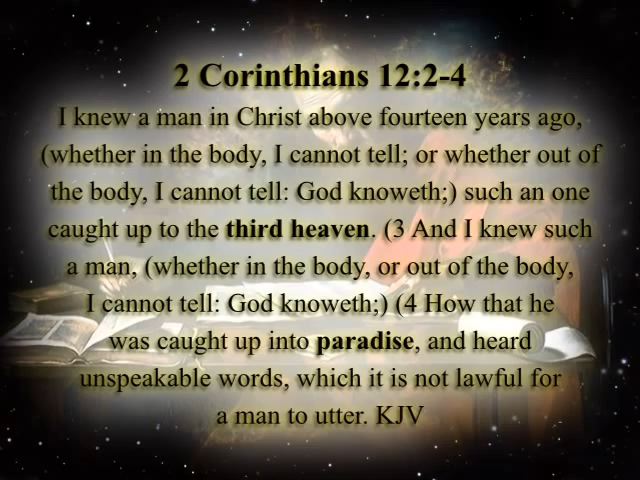 2 Corinthians 12:2-4
I knew a man in Christ above fourteen years ago,
(whether in the body, I cannot tell; or whether out of
the body, I cannot tell: God knoweth;) such an one
caught up to the third heaven. (3 And I knew such
a man, (whether in the body, or out of the body,
I cannot tell: God knoweth;) (4 How that he
was caught up into paradise, and heard
unspeakable words, which it is not lawful for
a man to utter. KJV